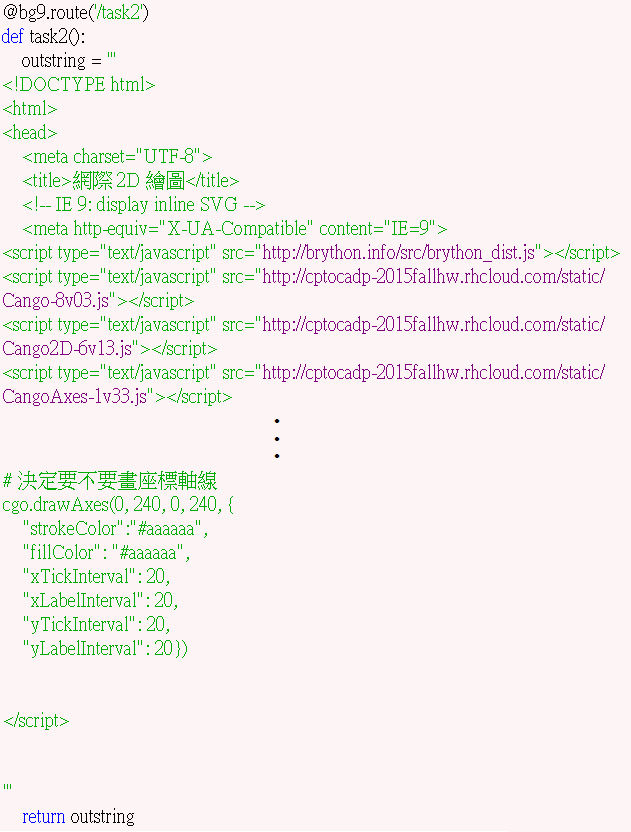 @bg9.route('/task2')
def task2():
    outstring = '''
<!DOCTYPE html>
<html>
<head>
    <meta charset="UTF-8">
    <title>網際 2D 繪圖</title>
    <!-- IE 9: display inline SVG -->
    <meta http-equiv="X-UA-Compatible" content="IE=9">
<script type="text/javascript" src="http://brython.info/src/brython_dist.js"></script>
<script type="text/javascript" src="http://cptocadp-2015fallhw.rhcloud.com/static/
Cango-8v03.js"></script>
<script type="text/javascript" src="http://cptocadp-2015fallhw.rhcloud.com/static/
Cango2D-6v13.js"></script>
<script type="text/javascript" src="http://cptocadp-2015fallhw.rhcloud.com/static/
CangoAxes-1v33.js"></script>
# 決定要不要畫座標軸線
cgo.drawAxes(0, 240, 0, 240, {
    "strokeColor":"#aaaaaa",
    "fillColor": "#aaaaaa",
    "xTickInterval": 20,
    "xLabelInterval": 20,
    "yTickInterval": 20,
    "yLabelInterval": 20})
</script>
'''
    return outstring